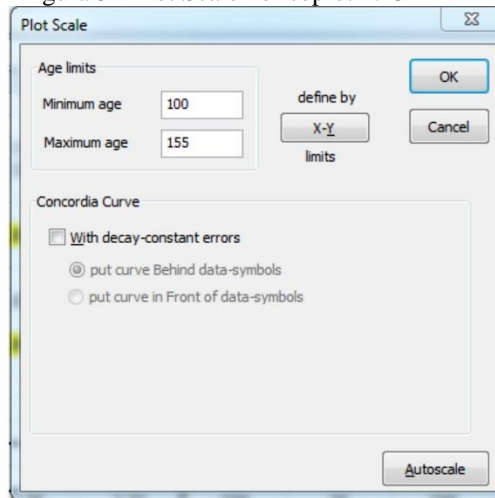 Plot Scale
Age limits
Minimum age 100
Maximum age 155
define by
X-Y
limits
OK
Cancel
Concordia Curve
With decay-constant errors
put curve Behind data-symbols
put curve in Front of data-symbols
Autoscale